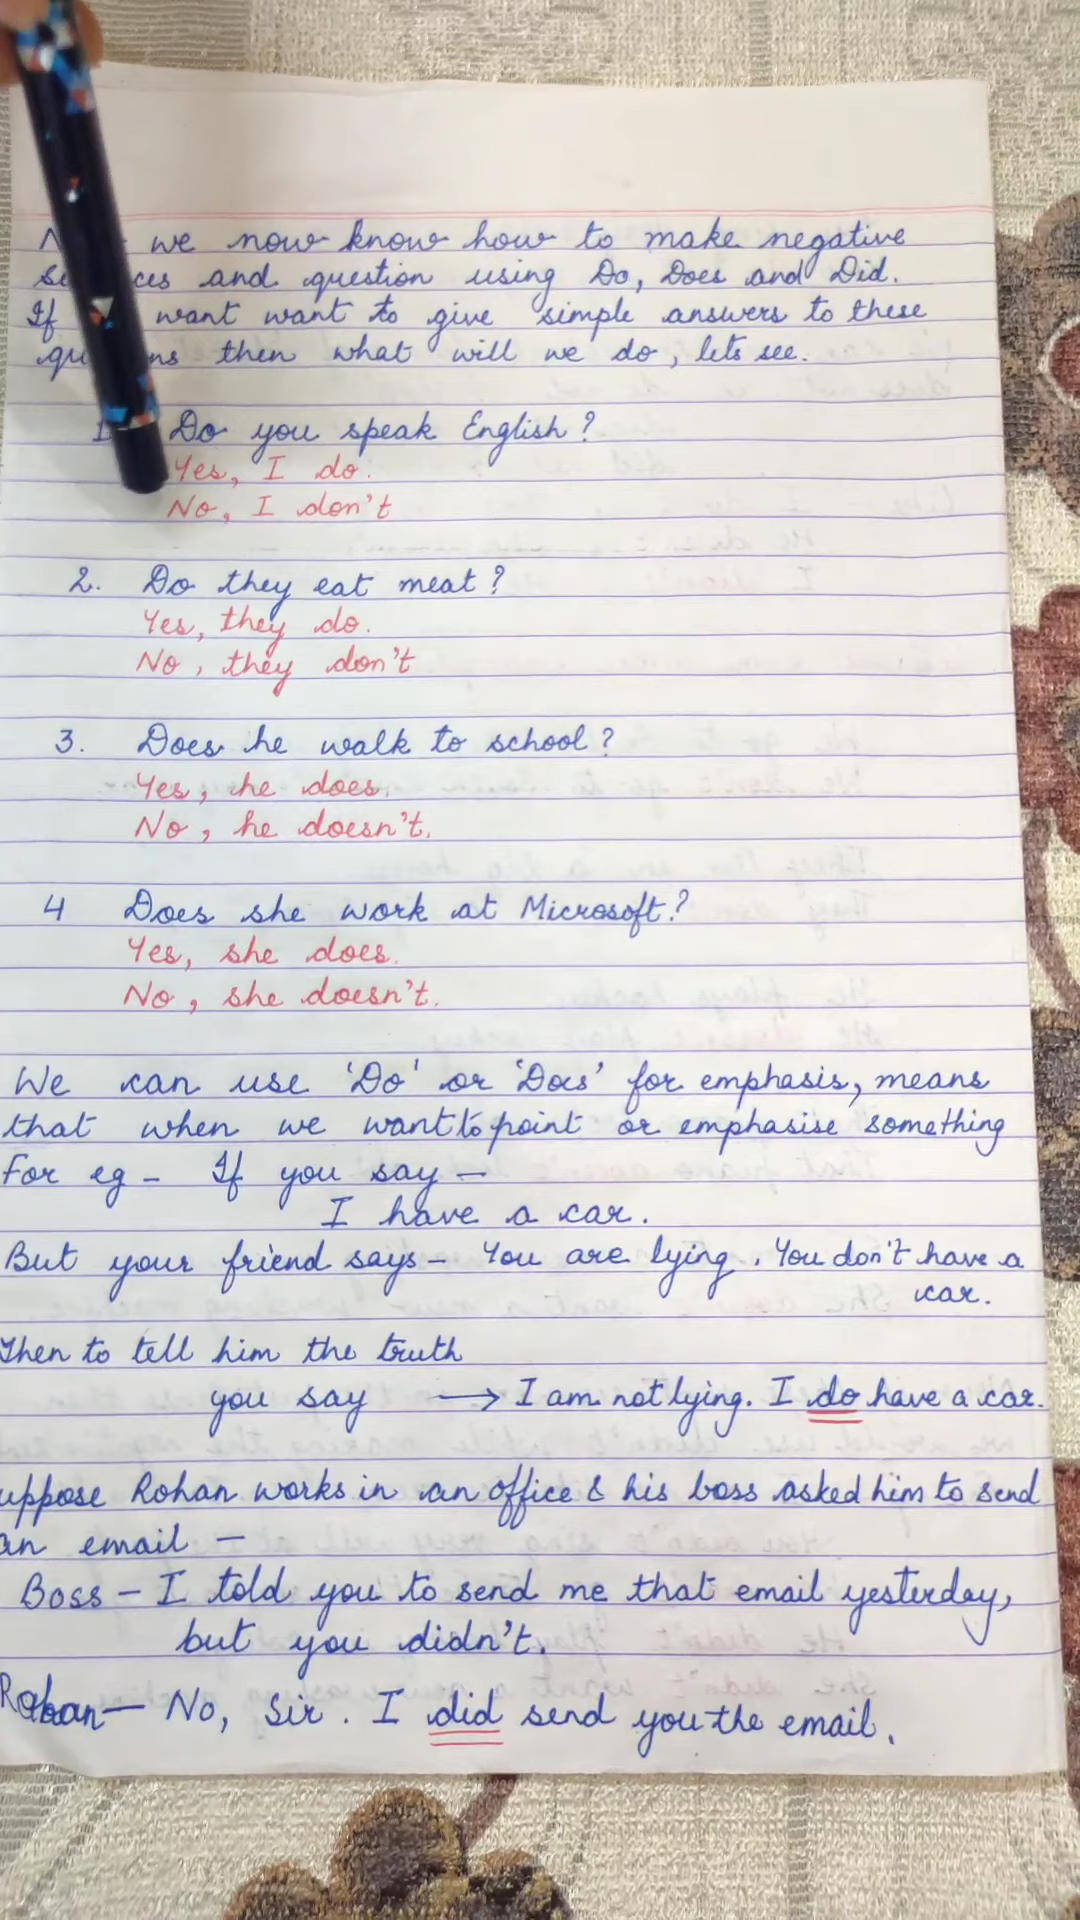 we now know how to make negative
and question using Do, Does and Did.
If want want to give simple answers to these
then what will we do, lets see.
Do you speak English?
Yes, I do.
No, I don't
2. Do they eat meat?
Yes, they do.
No, they don't
3. Does he walk to school?
Yes, he does.
No, he doesn't.
4 Does she work at Microsoft?
Yes, she does.
No, she doesn't.
We can use 'Do' or 'Does' for emphasis, means
that when we want to point or emphasise something
For eg - If you say -
I have a car.
But your friend says - You are lying. You don't have a
car.
Then to tell him the truth
you say → I am not lying. I do have a car.
uppose Rohan works in an office & his boss asked him to send
an email -
Boss - I told you to send me that email yesterday,
but you didn't.
Rohan - No, Sir. I did send you the email.